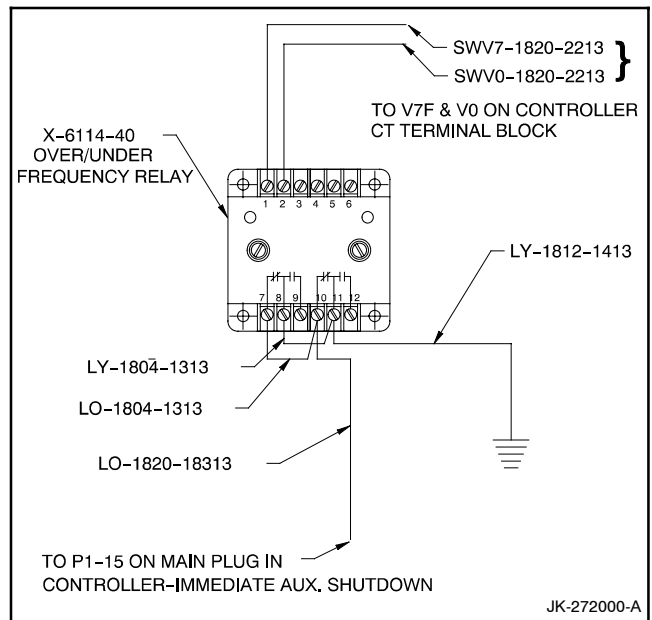 SWV7-1820-2213
SWV0-1820-2213
TO V7F & V0 ON CONTROLLER
CT TERMINAL BLOCK
X-6114-40
OVER/UNDER
FREQUENCY RELAY
1 2 3 4 5 6
LY-1812-1413
7 8 9 10 11 12
LY-1804-1313
LO-1804-1313
LO-1820-18313
TO P1-15 ON MAIN PLUG IN
CONTROLLER-IMMEDIATE AUX. SHUTDOWN
JK-272000-A